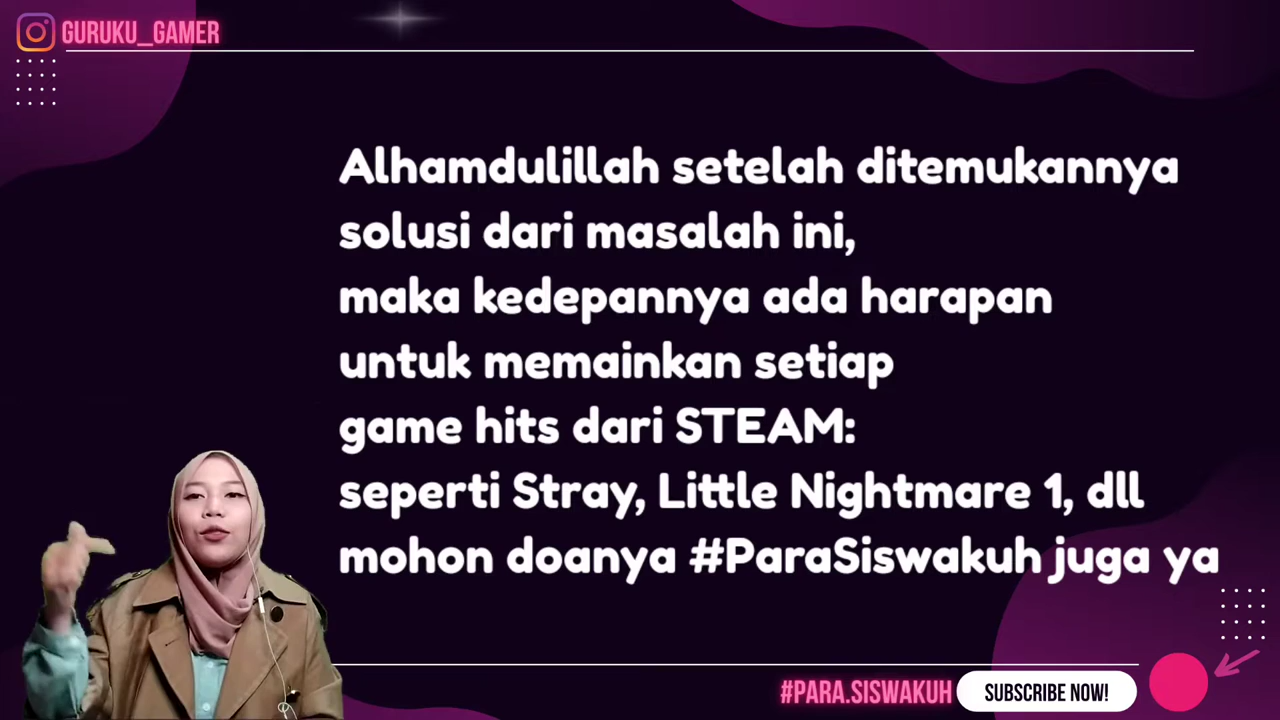 GURUKU_GAMER
Alhamdulillah setelah ditemukannya
solusi dari masalah ini,
maka kedepannya ada harapan
untuk memainkan setiap
game hits dari STEAM:
seperti Stray, Little Nightmare 1, dll
mohon doanya #ParaSiswakuh juga ya
#PARA.SISWAKUH
SUBSCRIBE NOW!